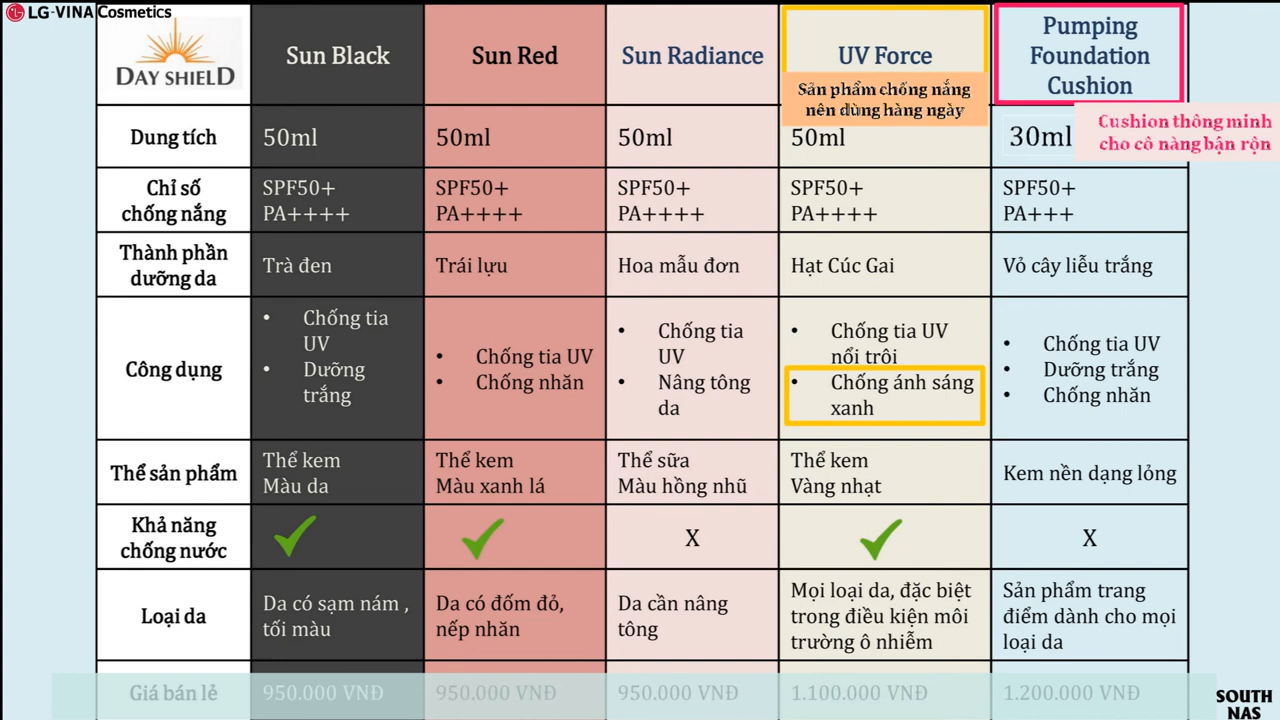 LG-VINA Cosmetics
DAY SHIELD
Sun Black
Sun Red
Sun Radiance
UV Force
Sản phẩm chống nắng
nên dùng hàng ngày
Pumping
Foundation
Cushion
Cushion thông minh
cho cô nàng bận rộn
Dung tích
50ml
50ml
50ml
50ml
30ml
Chỉ số
chống nắng
SPF50+
PA++++
SPF50+
PA++++
SPF50+
PA++++
SPF50+
PA++++
SPF50+
PA+++
Thành phần
dưỡng da
Trà đen
Trái lựu
Hoa mẫu đơn
Hạt Cúc Gai
Vỏ cây liễu trắng
Công dụng
• Chống tia
UV
• Dưỡng
trắng
• Chống tia UV
• Chống nhăn
• Chống tia
UV
• Nâng tông
da
• Chống tia UV
nổi trôi
• Chống ánh sáng
xanh
• Chống tia UV
• Dưỡng trắng
• Chống nhăn
Thể sản phẩm
Thể kem
Màu da
Thể kem
Màu xanh lá
Thể sữa
Màu hồng nhũ
Thể kem
Vàng nhạt
Kem nền dạng lỏng
Khả năng
chống nước
X
X
Loại da
Da có sạm nám ,
tối màu
Da có đốm đỏ,
nếp nhăn
Da cần nâng
tông
Mọi loại da, đặc biệt
trong điều kiện môi
trường ô nhiễm
Sản phẩm trang
điểm dành cho mọi
loại da
Giá bán lẻ
950.000 VNĐ
950.000 VNĐ
950.000 VNĐ
1.100.000 VNĐ
1.200.000 VNĐ
SOUTH
NAS